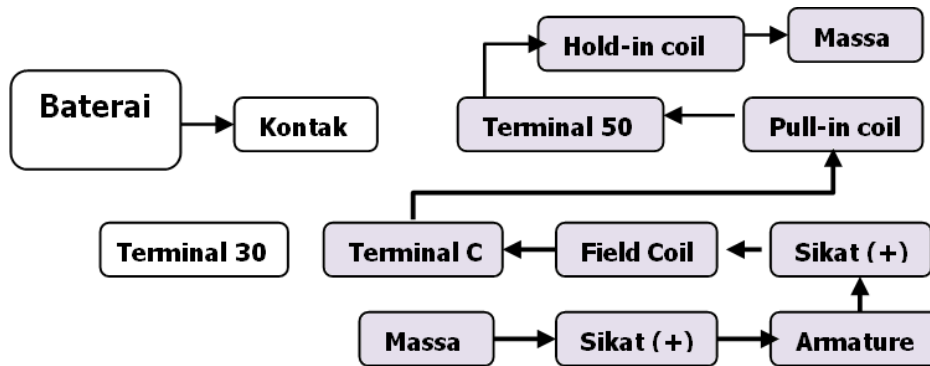 Hold-in coil
Massa
Baterai
Kontak
Terminal 50
Pull-in coil
Terminal 30
Terminal C
Field Coil
Sikat (+)
Massa
Sikat (+)
Armature